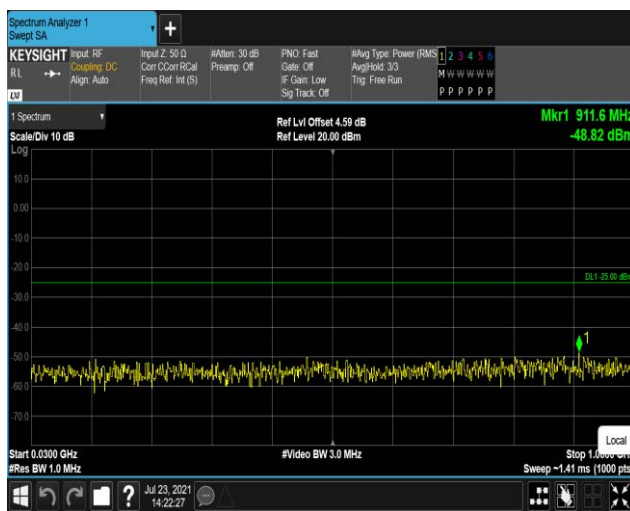 Spectrum Analyzer 1
Swept SA
KEYSIGHT
RL
LXI
Input: RF
Coupling: DC
Align: Auto
Input Z: 50 Ω
Corr CCorr RCal
Freq Ref: Int (S)
#Atten: 30 dB
Preamp: Off
PNO: Fast
Gate: Off
IF Gain: Low
Sig Track: Off
#Avg Type: Power (RMS
Avg|Hold: 3/3
Trig: Free Run
1 2 3 4 5 6
M W W W W W
P P P P P P
1 Spectrum
Scale/Div 10 dB
Ref Lvl Offset 4.59 dB
Ref Level 20.00 dBm
Mkr1 911.6 MHz
-48.82 dBm
Log
10.0
0.00
-10.0
-20.0
DL1 -25.00 dBm
-30.0
-40.0
1
-50.0
-60.0
-70.0
Local
Start 0.0300 GHz
#Video BW 3.0 MHz
Stop
#Res BW 1.0 MHz
Sweep ~1.41 ms (1000 pts
?
Jul 23, 2021
14:22:27